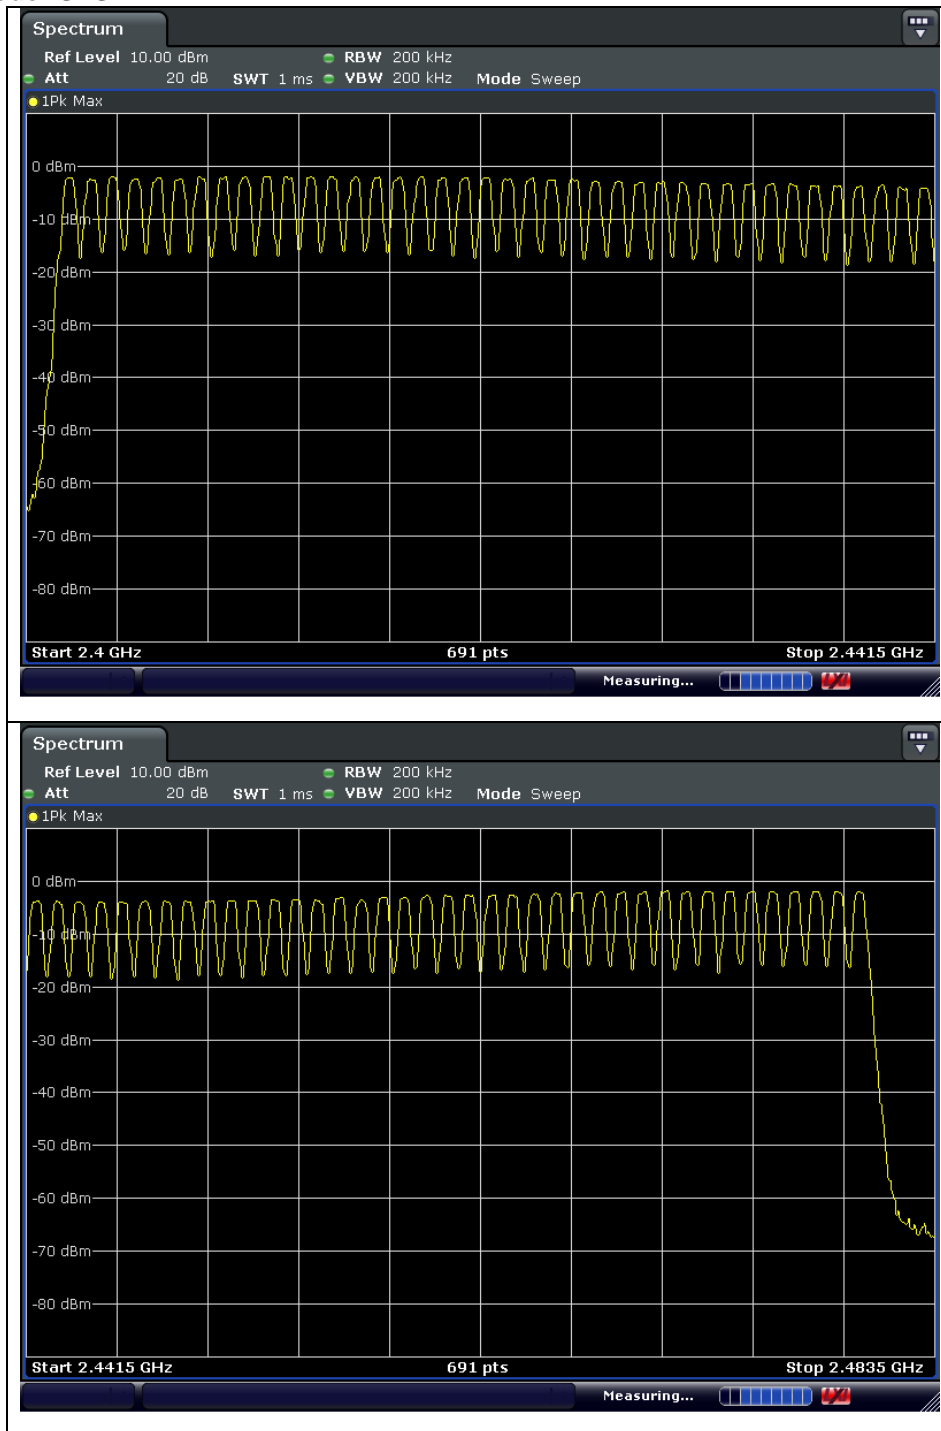 Spectrum
Ref Level 10.00 dBm RBW 200 kHz
Att 20 dB SWT 1 ms VBW 200 kHz Mode Sweep
1Pk Max
0 dBm
-10 dBm
-20 dBm
-30 dBm
-40 dBm
-50 dBm
-60 dBm
-70 dBm
-80 dBm
Start 2.4 GHz 691 pts Stop 2.4415 GHz
Measuring...
Spectrum
Ref Level 10.00 dBm RBW 200 kHz
Att 20 dB SWT 1 ms VBW 200 kHz Mode Sweep
1Pk Max
0 dBm
-10 dBm
-20 dBm
-30 dBm
-40 dBm
-50 dBm
-60 dBm
-70 dBm
-80 dBm
Start 2.4415 GHz 691 pts Stop 2.4835 GHz
Measuring...